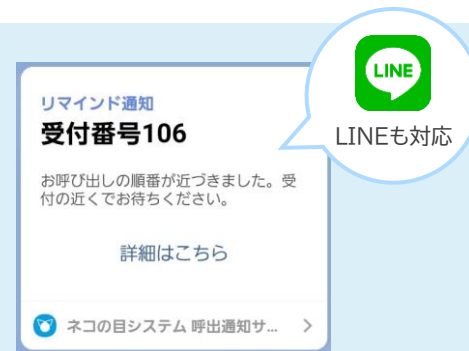 LINE
LINEも対応
リマインド通知
受付番号106
お呼び出しの順番が近づきました。受
付の近くでお待ちください。
詳細はこちら
ネコの目システム 呼出通知サ...